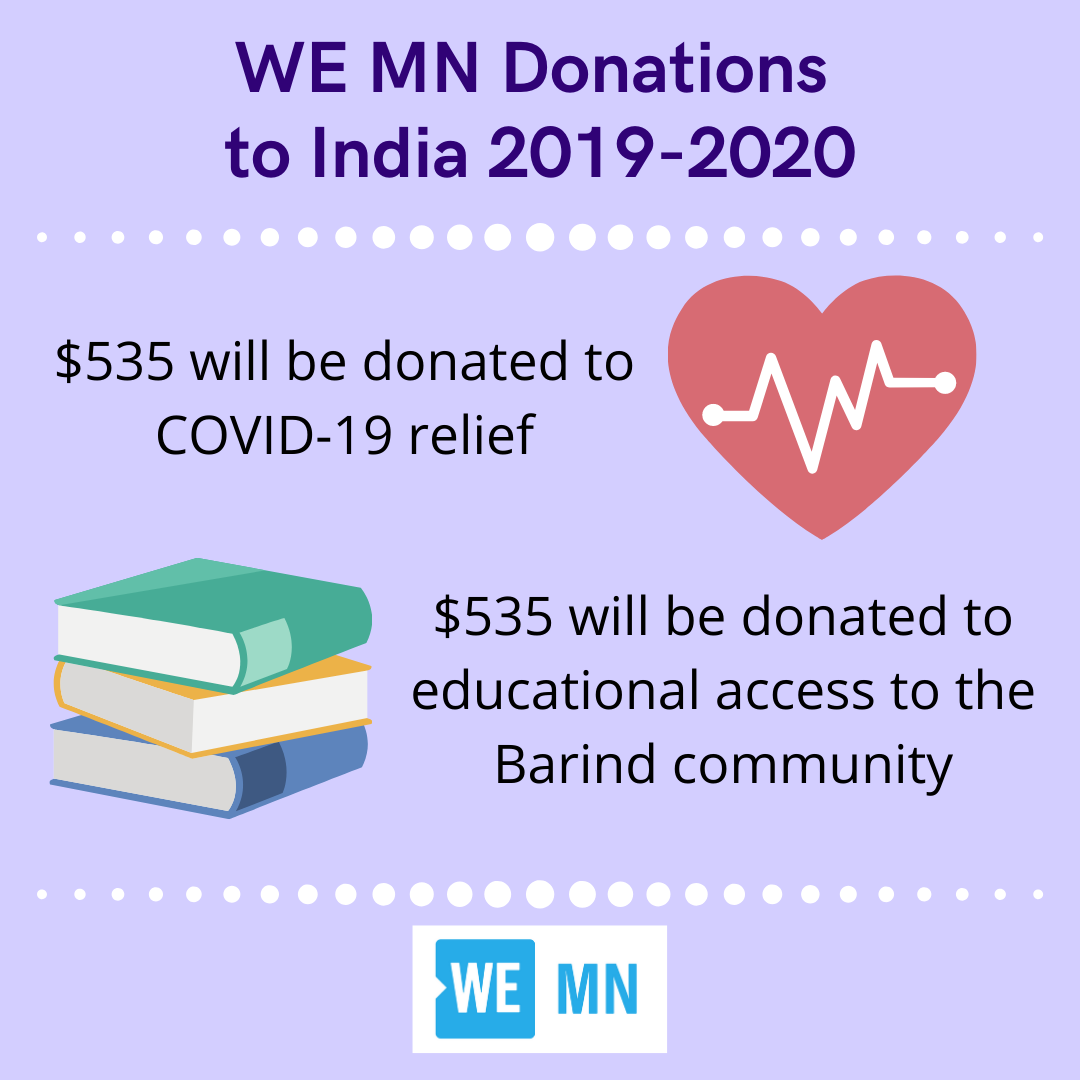 WE MN Donations
to India 2019-2020
$535 will be donated to
COVID-19 relief
$535 will be donated to
educational access to the
Barind community
WE MN